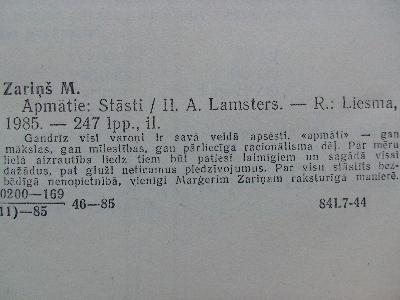 Zariņš M.
Apmātie: Stāsti / Il. A. Lamsters. — R.: Liesma,
1985. — 247 lpp., il.
Gandrīz visi varoņi ir savā veidā apsēsti, «apmāti» — gan
mākslas, gan mīlestības, gan pārliecīga racionālisma dēļ. Par mēru
lielā aizrautība liedz tiem būt patiesi laimīgiem un sagādā visai
dažādus, pat gluži neticamus piedzīvojumus. Par visu stāstīts bez-
bēdīgā nenopietnībā, vienīgi Marģerim Zariņam raksturīgā manierē.
0200—169
11)—85
46—85
84L7-44